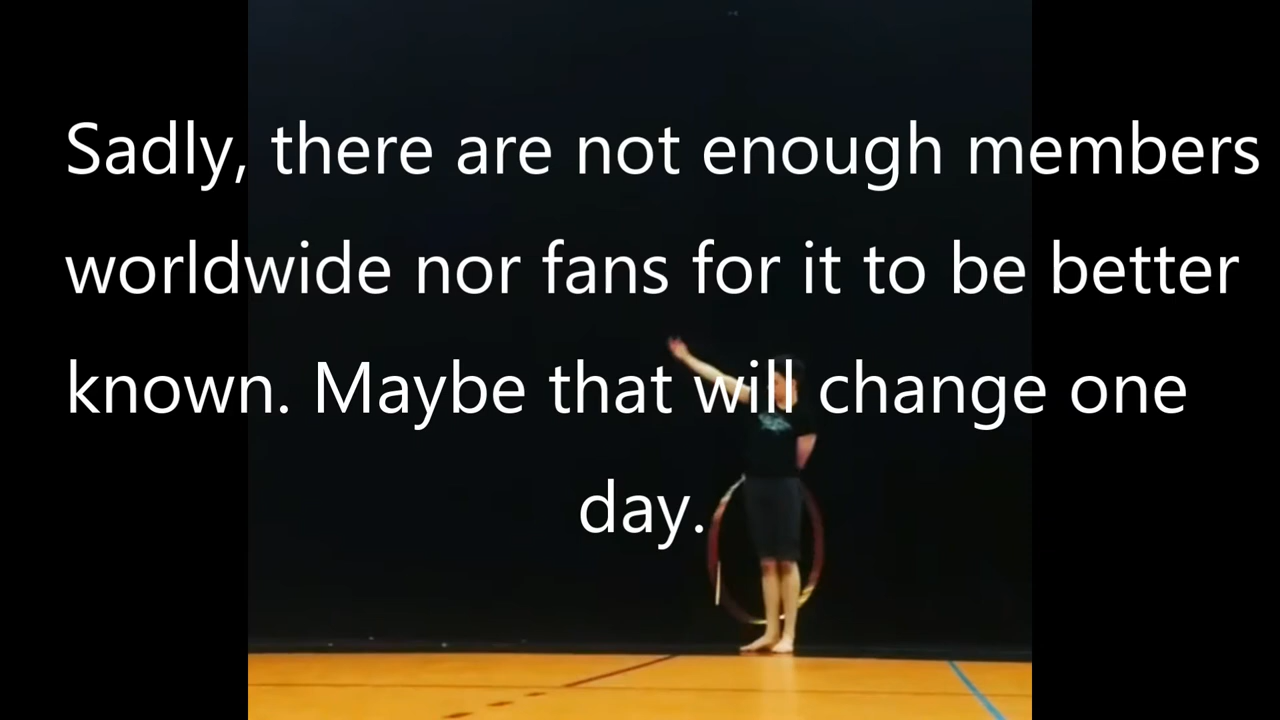 Sadly, there are not enough members
worldwide nor fans for it to be better
known. Maybe that will change one
day.